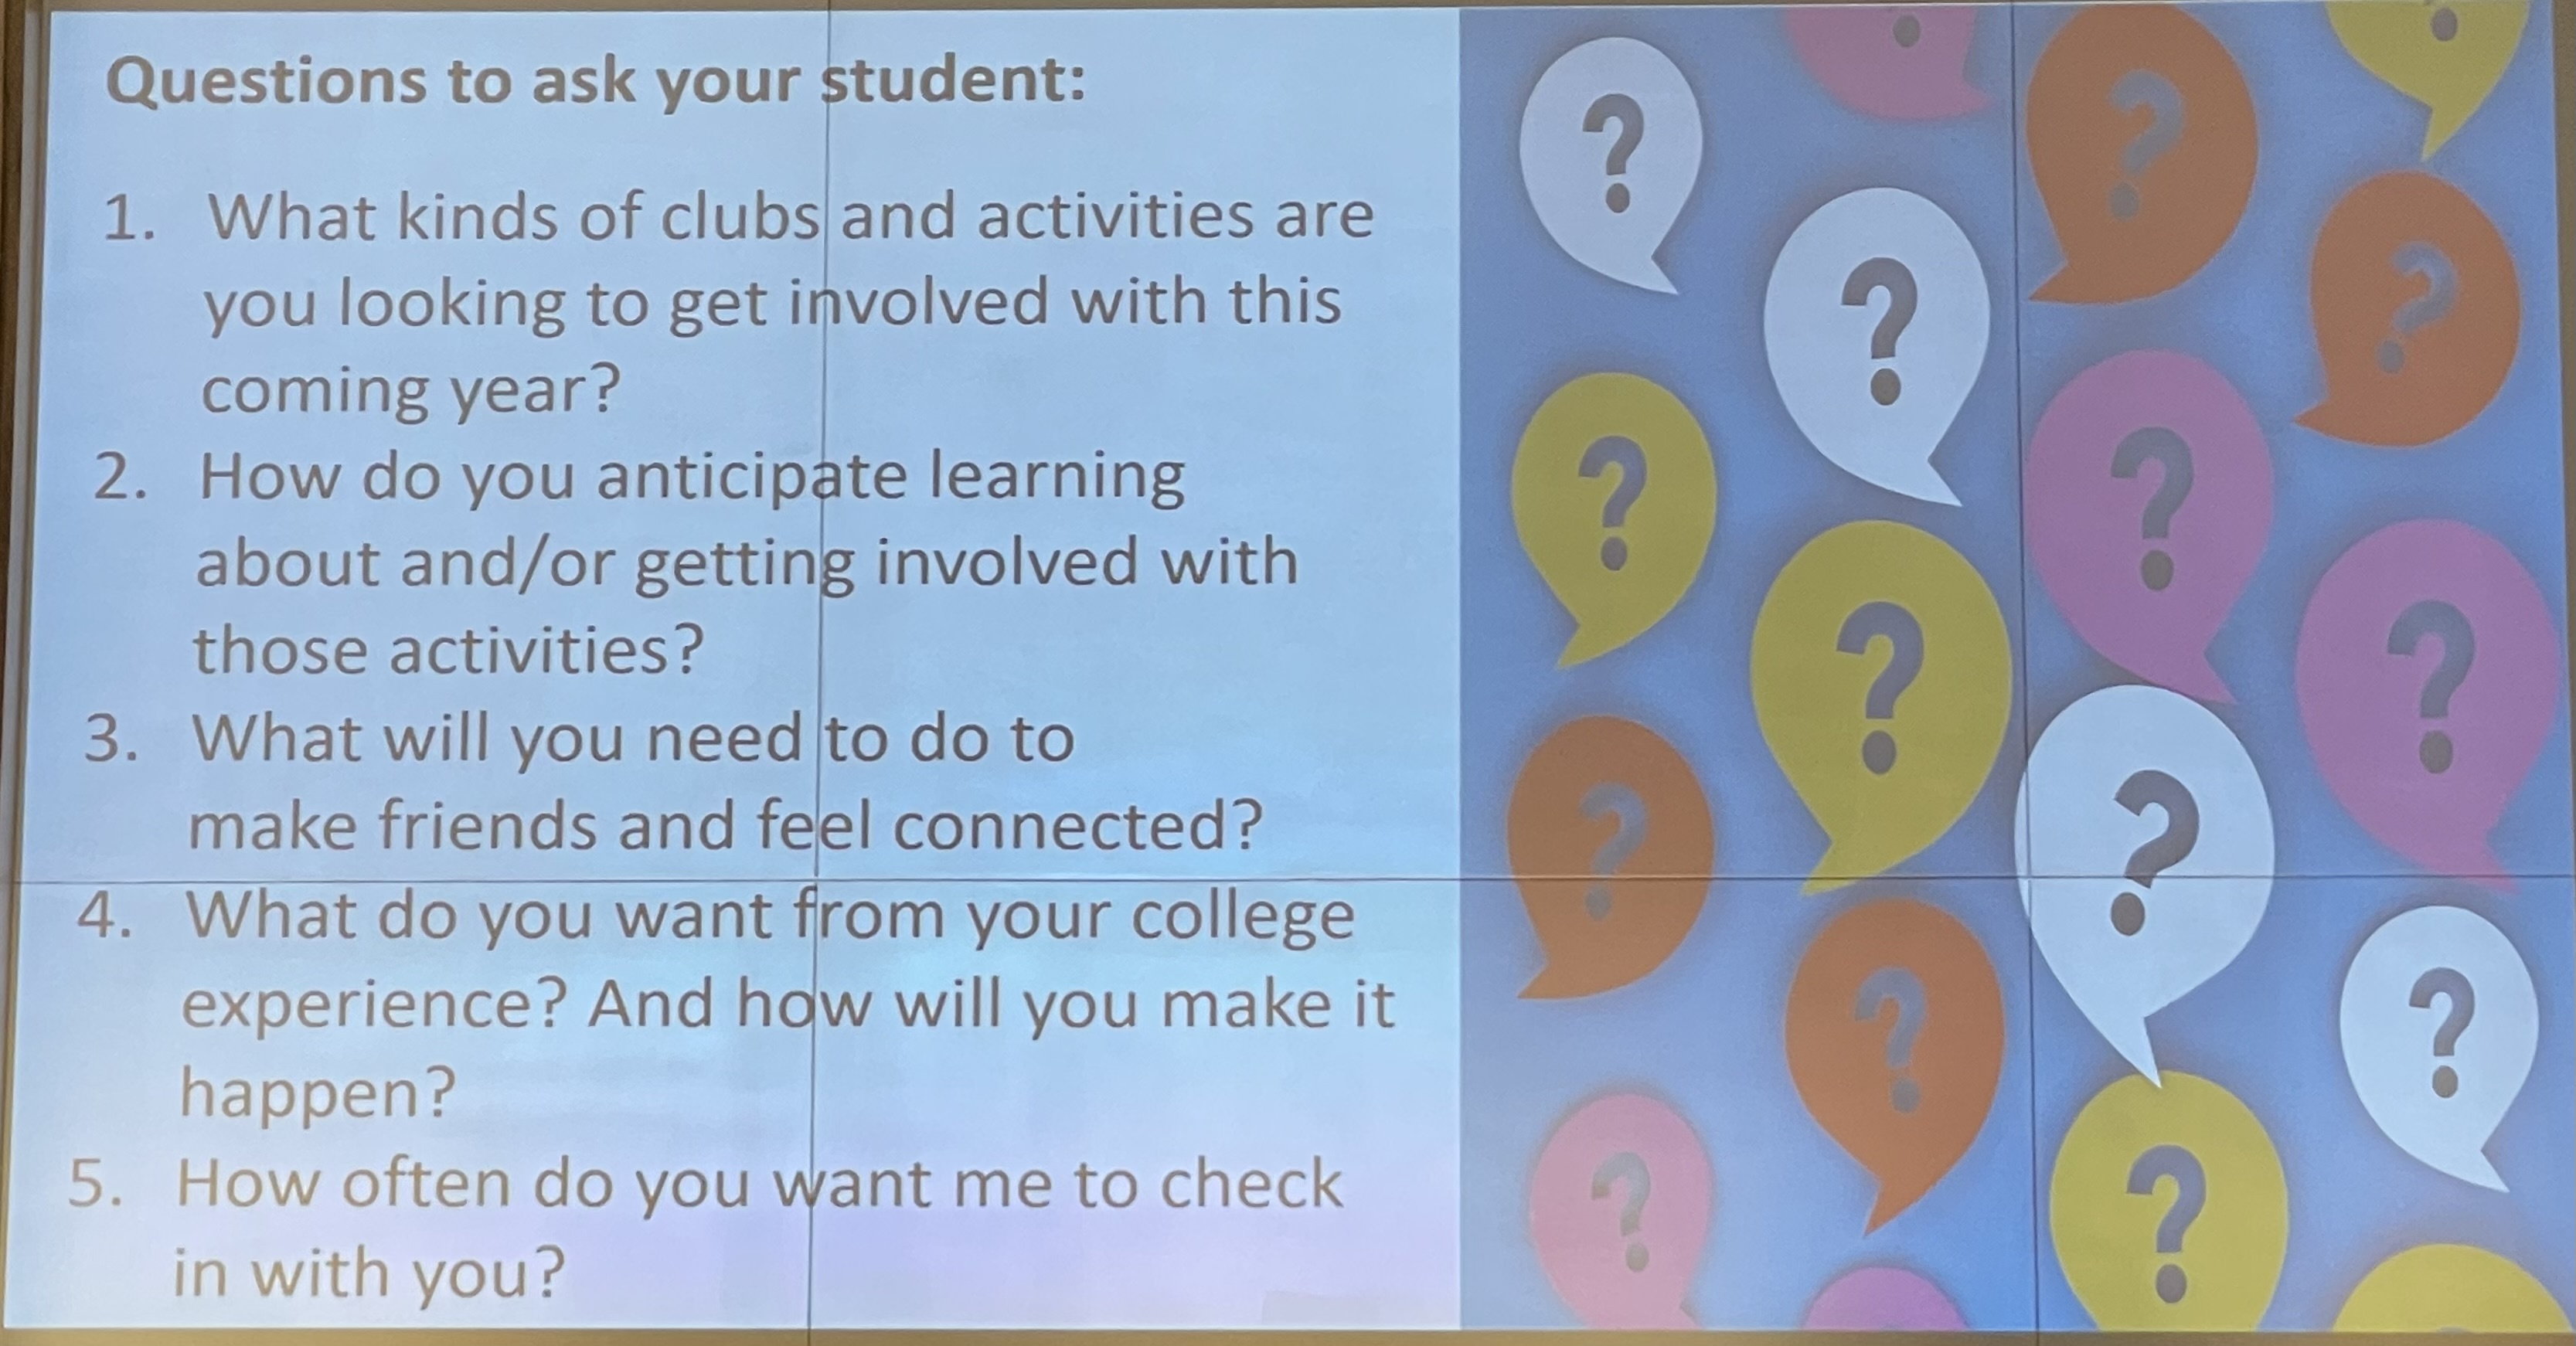 Questions to ask your student:
1. What kinds of clubs and activities are
you looking to get involved with this
coming year?
2. How do you anticipate learning
about and/or getting involved with
those activities?
3. What will you need to do to
make friends and feel connected?
4. What do you want from your college
experience? And how will you make it
happen?
5. How often do you want me to check
in with you?